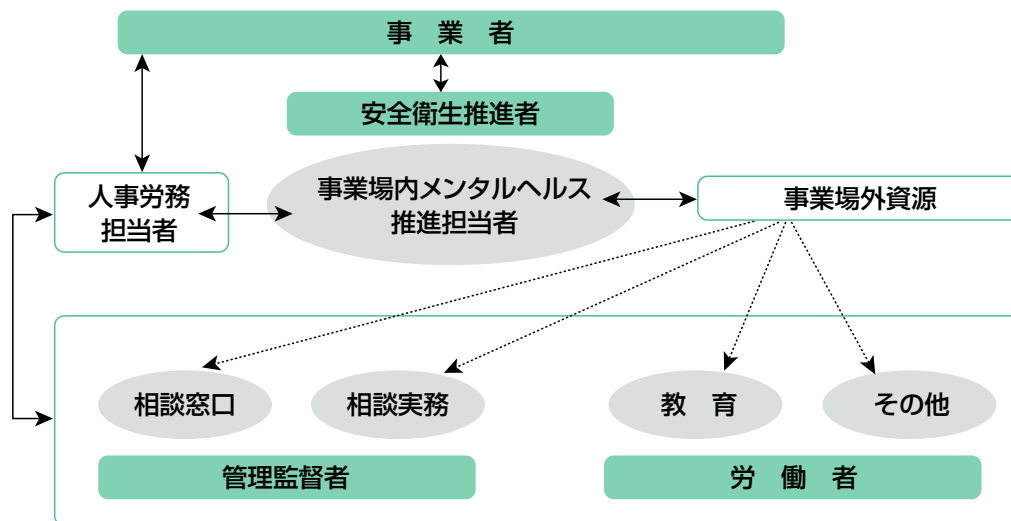 事 業 者
安全衛生推進者
人事労務
担当者
事業場内メンタルヘルス
推進担当者
事業場外資源
相談窓口
相談実務
教 育
その他
管理監督者
労 働 者